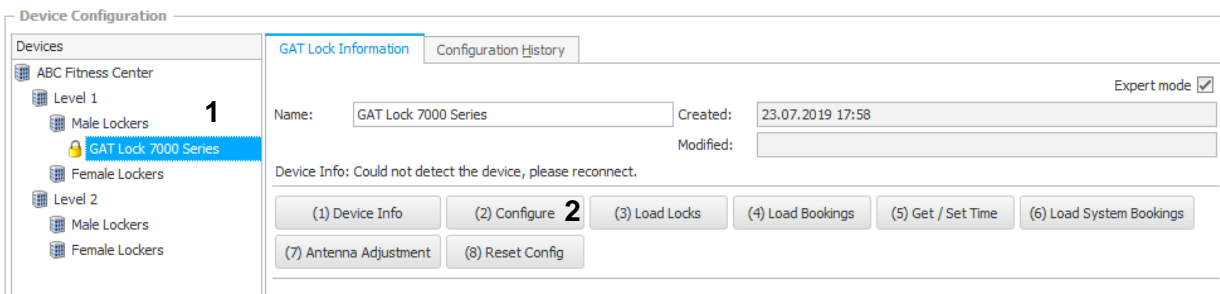 Device Configuration
Devices
ABC Fitness Center
Level 1
Male Lockers
GAT Lock 7000 Series
Female Lockers
Level 2
Male Lockers
Female Lockers
1
GAT Lock Information Configuration History
Expert mode
Name: GAT Lock 7000 Series Created: 23.07.2019 17:58
Modified:
Device Info: Could not detect the device, please reconnect.
(1) Device Info (2) Configure 2 (3) Load Locks (4) Load Bookings (5) Get / Set Time (6) Load System Bookings
(7) Antenna Adjustment (8) Reset Config